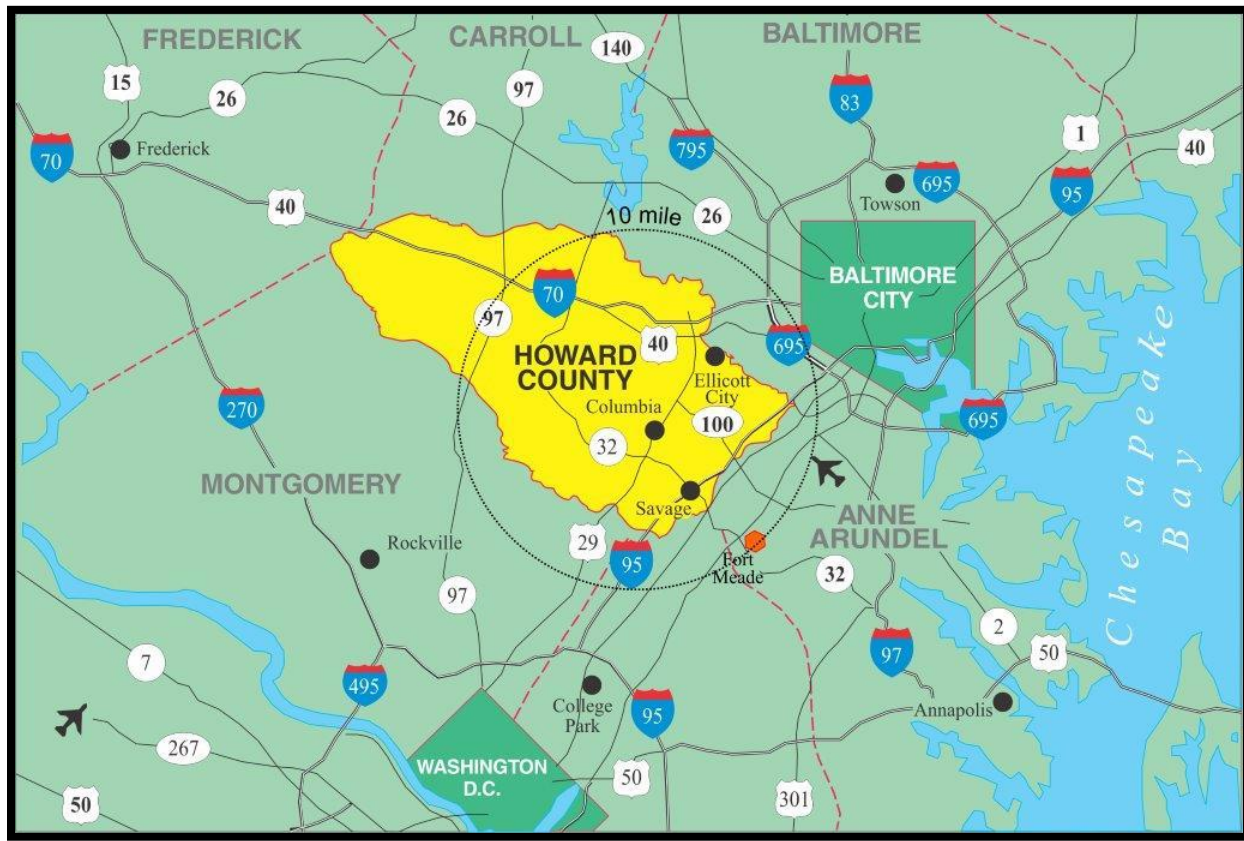 FREDERICK
CARROLL
BALTIMORE
140
15
97
83
26
26
1
70
Frederick
795
40
695
95
Towson
40
26
10 mile
BALTIMORE
CITY
70
97
40
695
HOWARD
COUNTY
Ellicott
City
270
Columbia
100
695
32
MONTGOMERY
Savage
ANNE
ARUNDEL
Chesapeake
Bay
Rockville
29
95
Fort
Meade
32
97
2
7
97
50
495
College
Park
95
Annapolis
267
WASHINGTON
D.C.
50
50
301